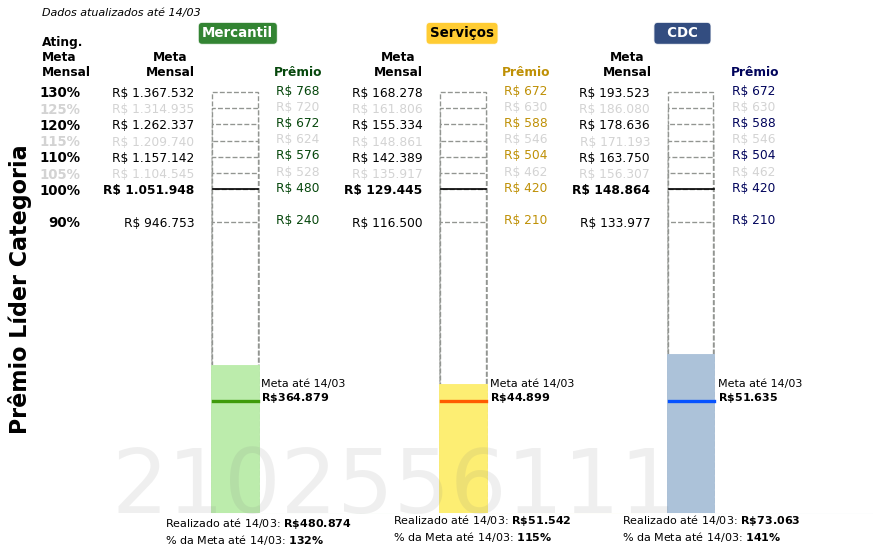 Dados atualizados até 14/03
Mercantil Serviços CDC
Ating. Meta Mensal Meta Mensal Prêmio Meta Mensal Prêmio Meta Mensal Prêmio
130% R$ 1.367.532 R$ 768 R$ 168.278 R$ 672 R$ 193.523 R$ 672
125% R$ 1.314.935 R$ 720 R$ 161.806 R$ 630 R$ 186.080 R$ 630
120% R$ 1.262.337 R$ 672 R$ 155.334 R$ 588 R$ 178.636 R$ 588
115% R$ 1.209.740 R$ 624 R$ 148.861 R$ 546 R$ 171.193 R$ 546
110% R$ 1.157.142 R$ 576 R$ 142.389 R$ 504 R$ 163.750 R$ 504
105% R$ 1.104.545 R$ 528 R$ 135.917 R$ 462 R$ 156.307 R$ 462
100% R$ 1.051.948 R$ 480 R$ 129.445 R$ 420 R$ 148.864 R$ 420
90% R$ 946.753 R$ 240 R$ 116.500 R$ 210 R$ 133.977 R$ 210
Prêmio Líder Categoria
Meta até 14/03 Meta até 14/03 Meta até 14/03
R$364.879 R$44.899 R$51.635
2102556111
Realizado até 14/03: R$480.874 Realizado até 14/03: R$51.542 Realizado até 14/03: R$73.063
% da Meta até 14/03: 132% % da Meta até 14/03: 115% % da Meta até 14/03: 141%